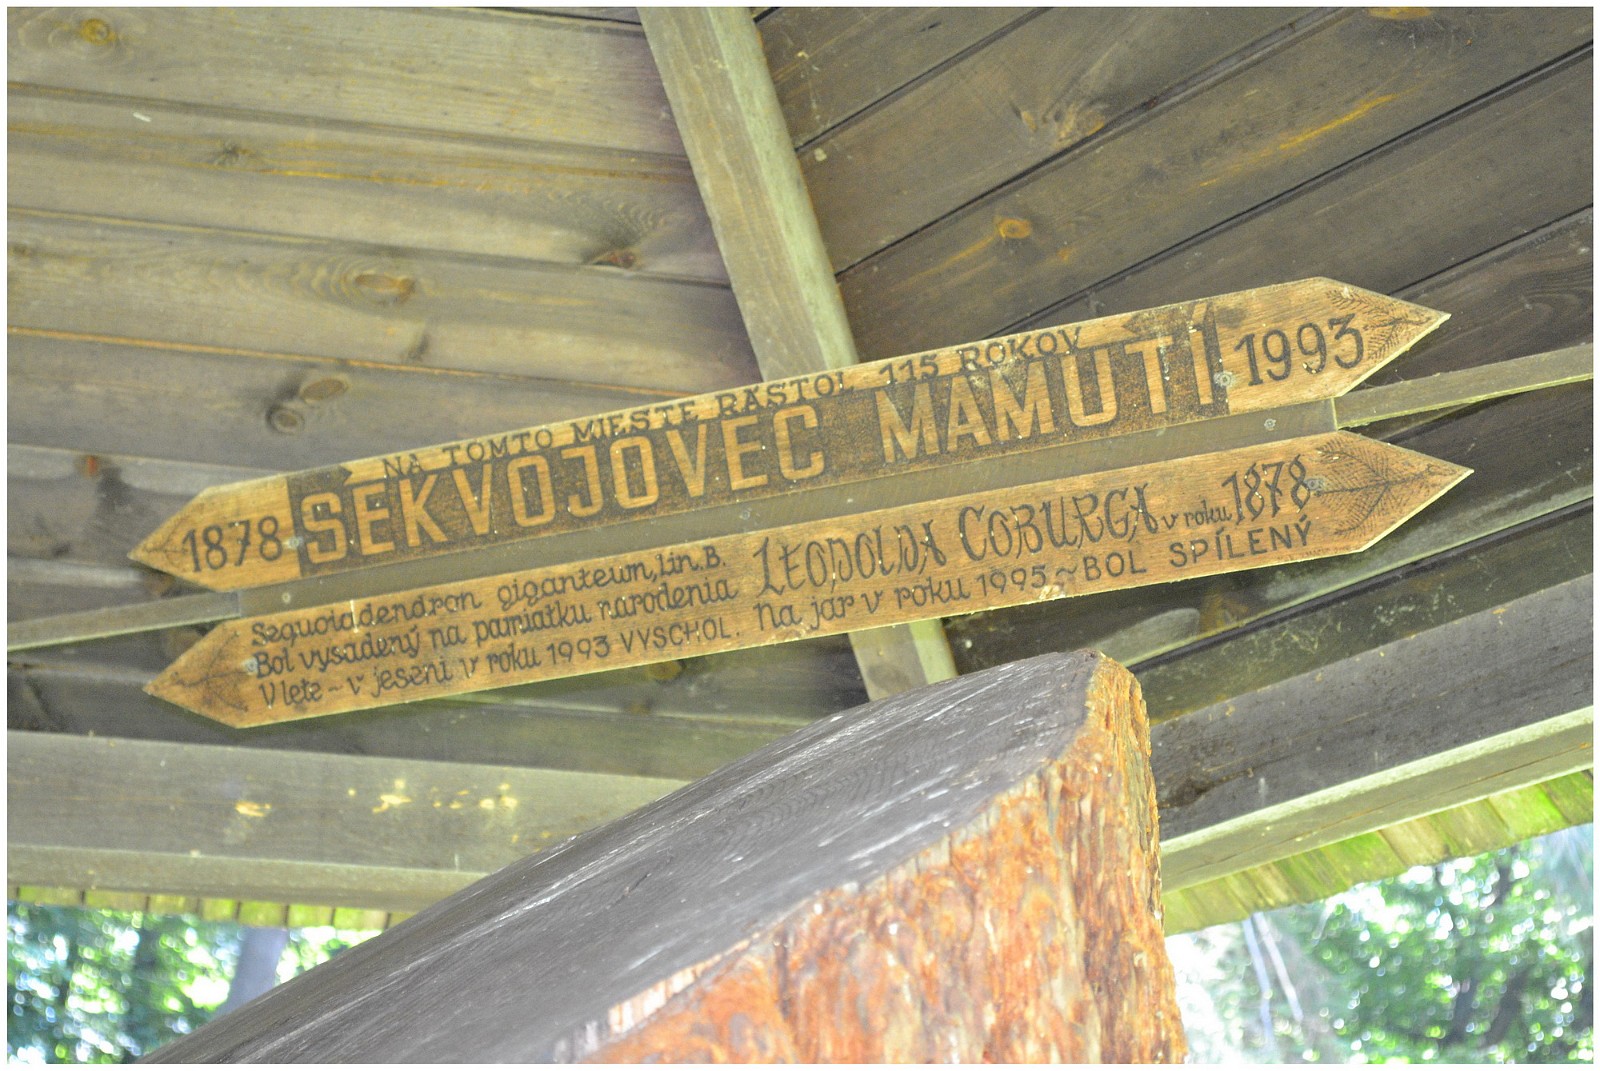 NA TOMTO MIESTE RÁSTOL 115 ROKOV
1878 SEKVOJOVEC MAMUTÍ 1993
Sequoiadendron giganteum, Lin. B.
Bol vysadený na pamiatku narodenia LEOPOLDA COBURGA v roku 1878
V lete ~ v jeseni v roku 1993 VYSCHOL. Na jar v roku 1995 ~ BOL SPÍLENÝ